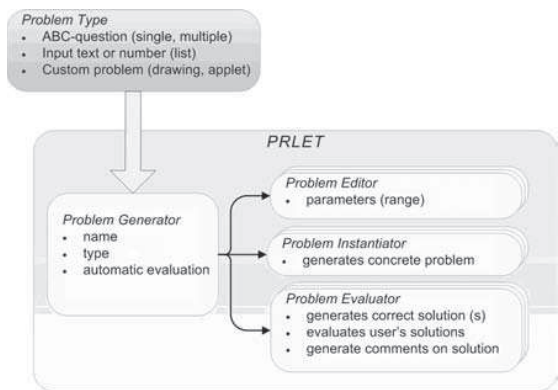 Problem Type
• ABC-question (single, multiple)
• Input text or number (list)
• Custom problem (drawing, applet)
PRLET
Problem Generator
• name
• type
• automatic evaluation
Problem Editor
• parameters (range)
Problem Instantiator
• generates concrete problem
Problem Evaluator
• generates correct solution (s)
• evaluates user's solutions
• generate comments on solution